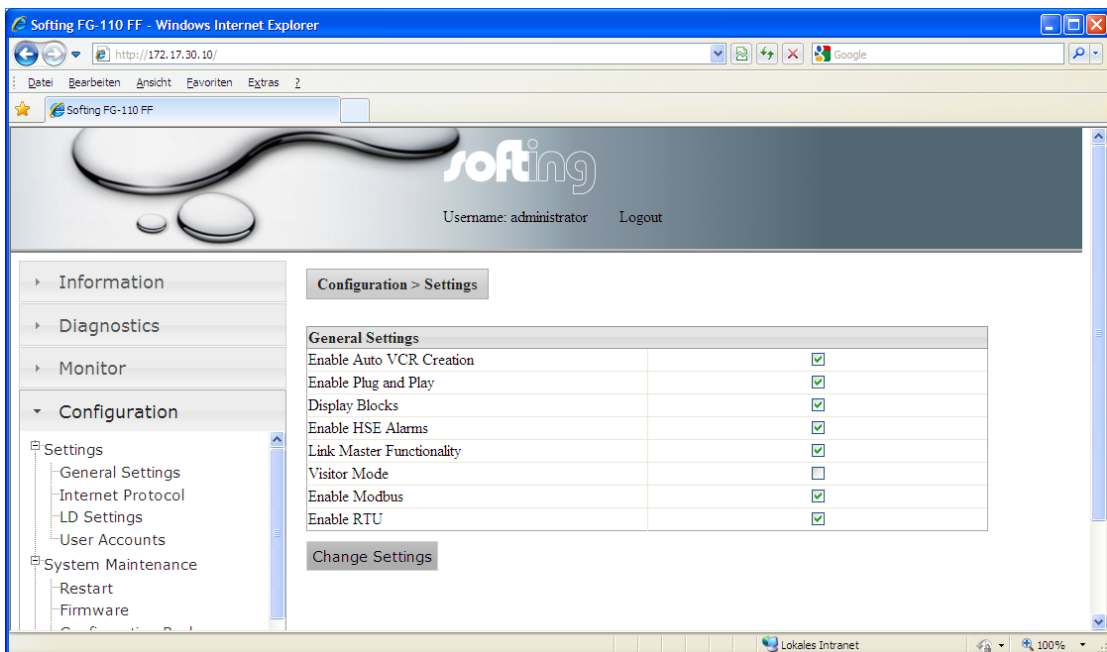 Softing FG-110 FF - Windows Internet Explorer
http://172.17.30.10/
Google
Datei Bearbeiten Ansicht Favoriten Extras ?
Softing FG-110 FF
softing
Username: administrator Logout
Information
Diagnostics
Monitor
Configuration
Settings
General Settings
Internet Protocol
LD Settings
User Accounts
System Maintenance
Restart
Firmware
Configuration > Settings
General Settings
Enable Auto VCR Creation
Enable Plug and Play
Display Blocks
Enable HSE Alarms
Link Master Functionality
Visitor Mode
Enable Modbus
Enable RTU
Change Settings
Lokales Intranet
100%